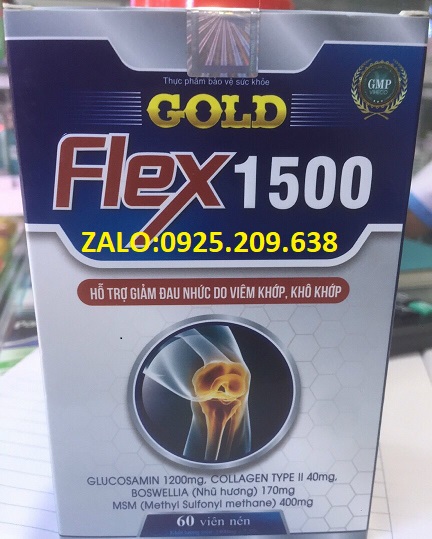 Thực phẩm bảo vệ sức khỏe
GOLD
GMP
VINECO
Flex 1500
ZALO:0925.209.638
HỖ TRỢ GIẢM ĐAU NHỨC DO VIÊM KHỚP, KHÔ KHỚP
GLUCOSAMIN 1200mg, COLLAGEN TYPE II 40mg,
BOSWELLIA (Nhũ hương) 170mg
MSM (Methyl Sulfonyl methane) 400mg
60 viên nén